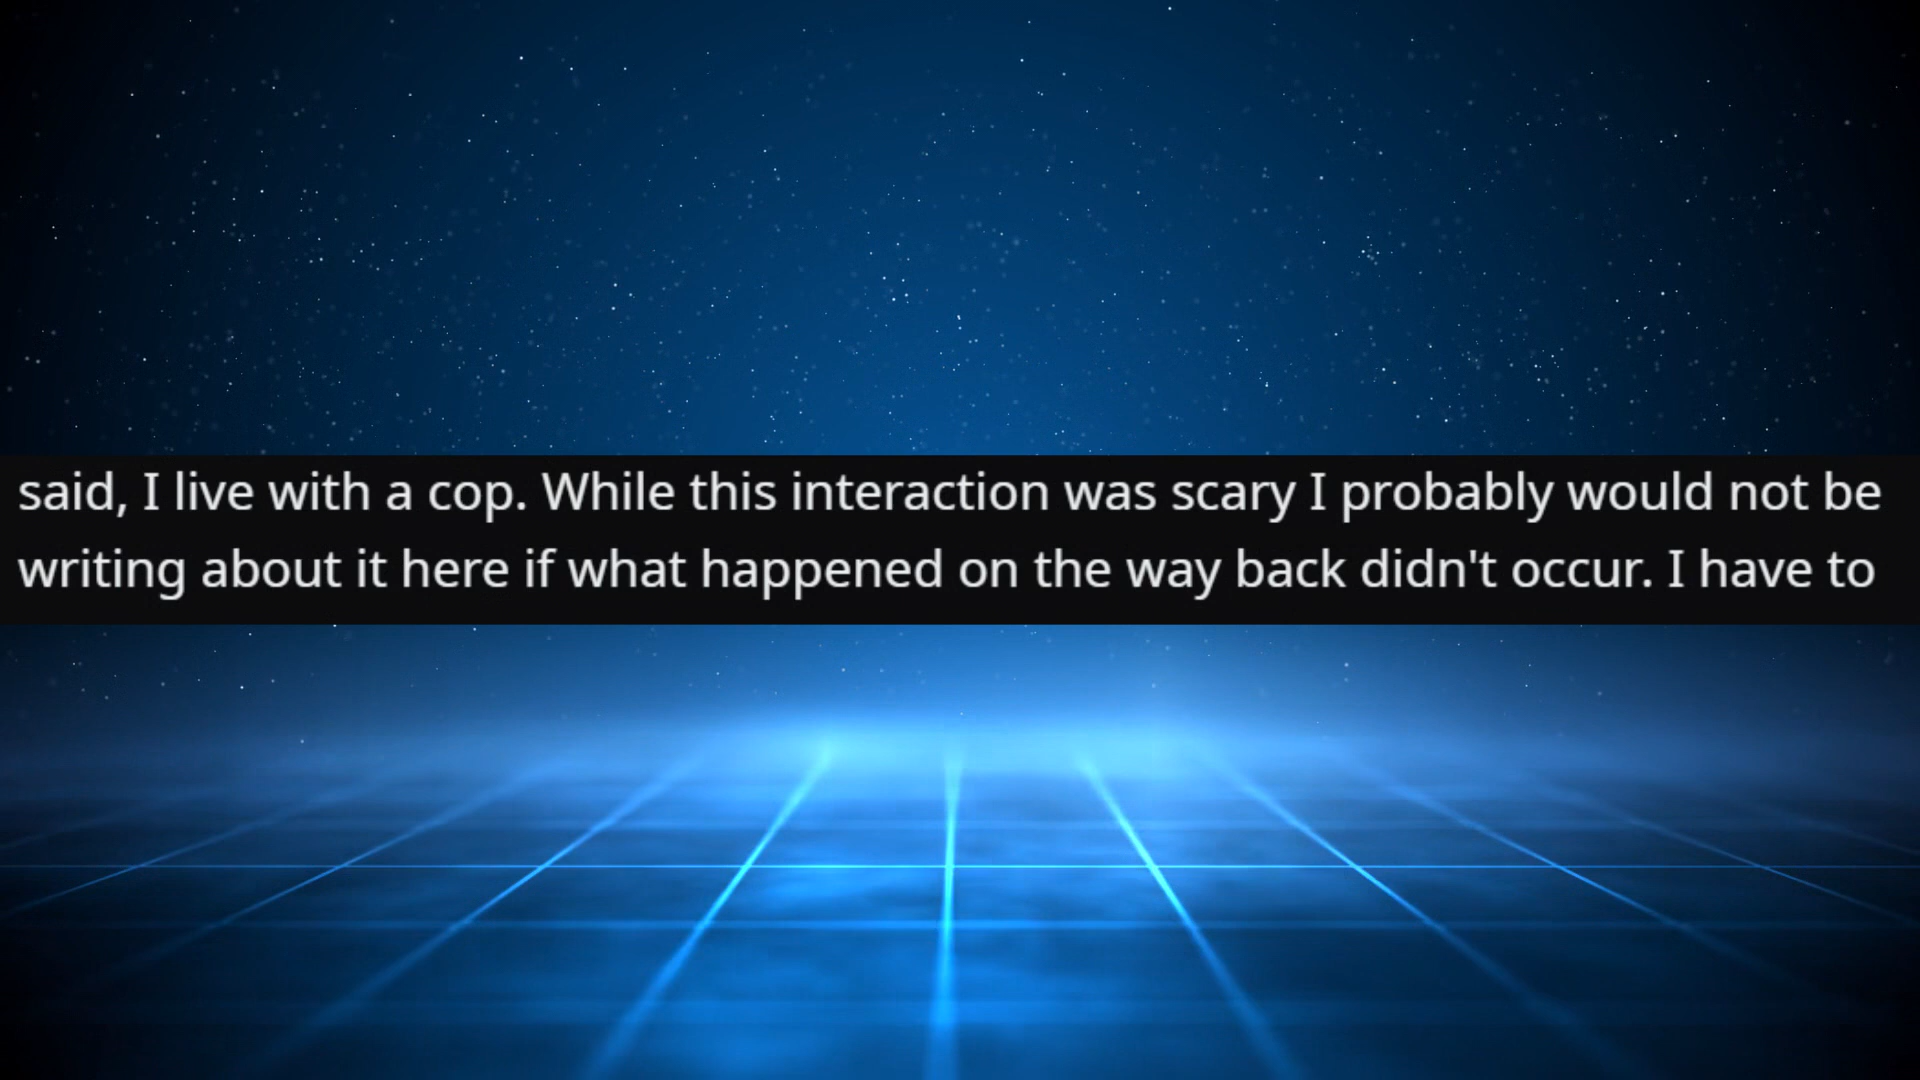 said, I live with a cop. While this interaction was scary I probably would not be
writing about it here if what happened on the way back didn't occur. I have to